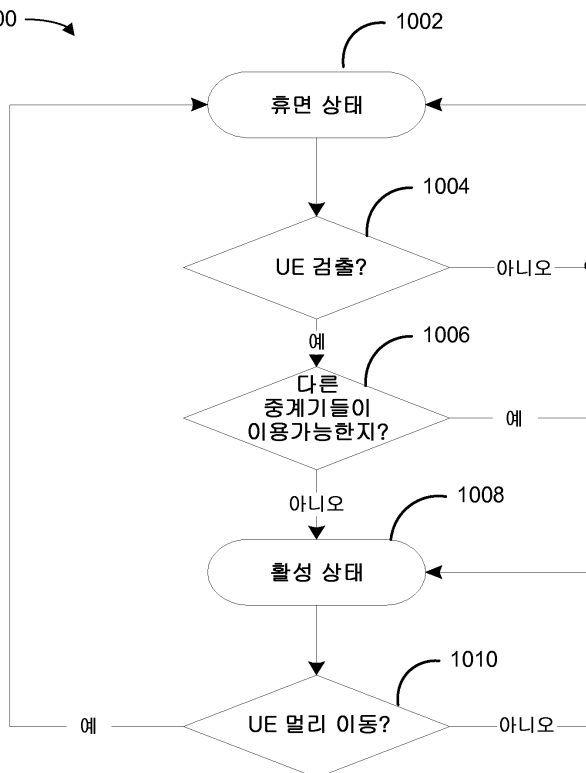 00
1002
휴면 상태
1004
UE 검출?
아니오
예
1006
다른
중계기들이
이용가능한지?
예
아니오
1008
활성 상태
1010
UE 멀리 이동?
예
아니오